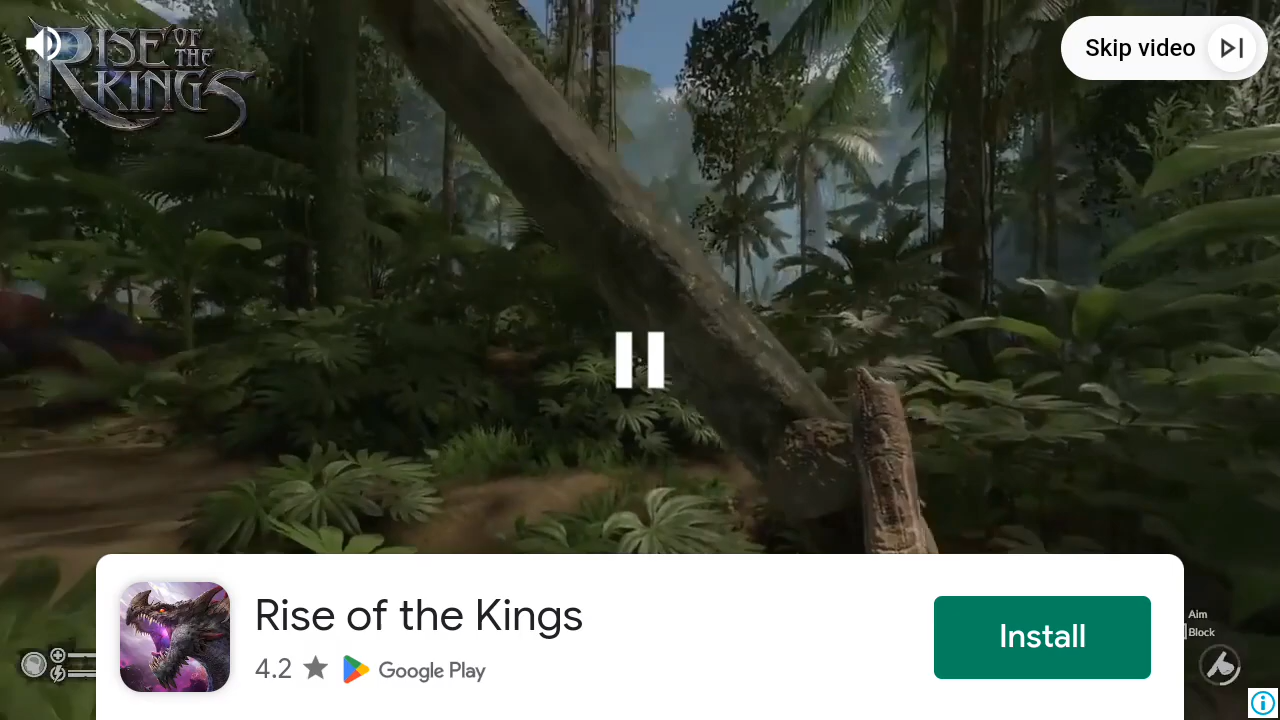 RISE OF THE KINGS
Skip video
Rise of the Kings
4.2
Google Play
Install
Aim
Block